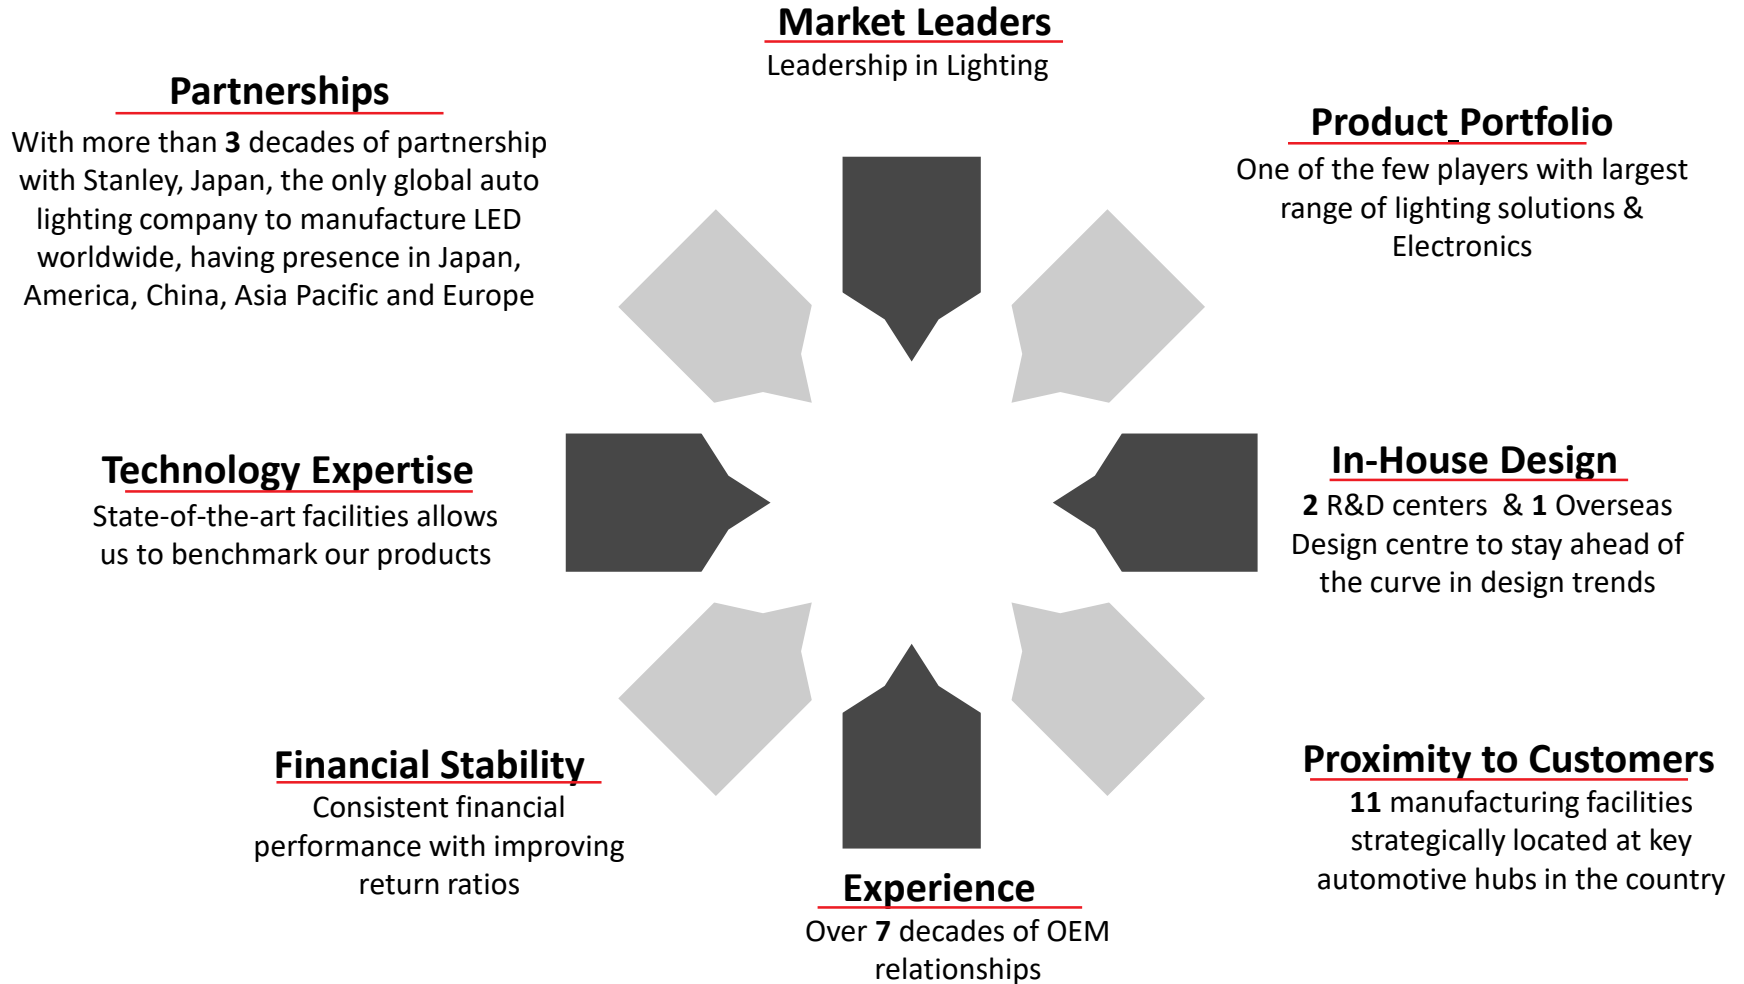 Market Leaders
Leadership in Lighting
Partnerships
With more than 3 decades of partnership
with Stanley, Japan, the only global auto
lighting company to manufacture LED
worldwide, having presence in Japan,
America, China, Asia Pacific and Europe
Product Portfolio
One of the few players with largest
range of lighting solutions &
Electronics
Technology Expertise
State-of-the-art facilities allows
us to benchmark our products
In-House Design
2 R&D centers & 1 Overseas
Design centre to stay ahead of
the curve in design trends
Financial Stability
Consistent financial
performance with improving
return ratios
Proximity to Customers
11 manufacturing facilities
strategically located at key
automotive hubs in the country
Experience
Over 7 decades of OEM
relationships